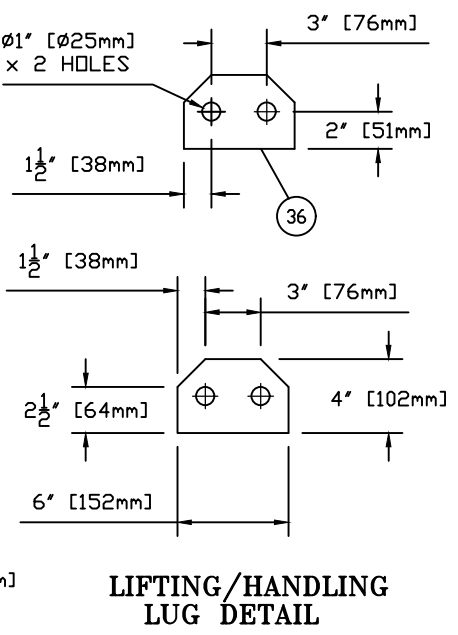 3" [76mm]
Ø1" [Ø25mm]
x 2 HOLES
2" [51mm]
1½" [38mm]
36
1½" [38mm]
3" [76mm]
4" [102mm]
2½" [64mm]
6" [152mm]
m]
LIFTING/HANDLING
LUG DETAIL